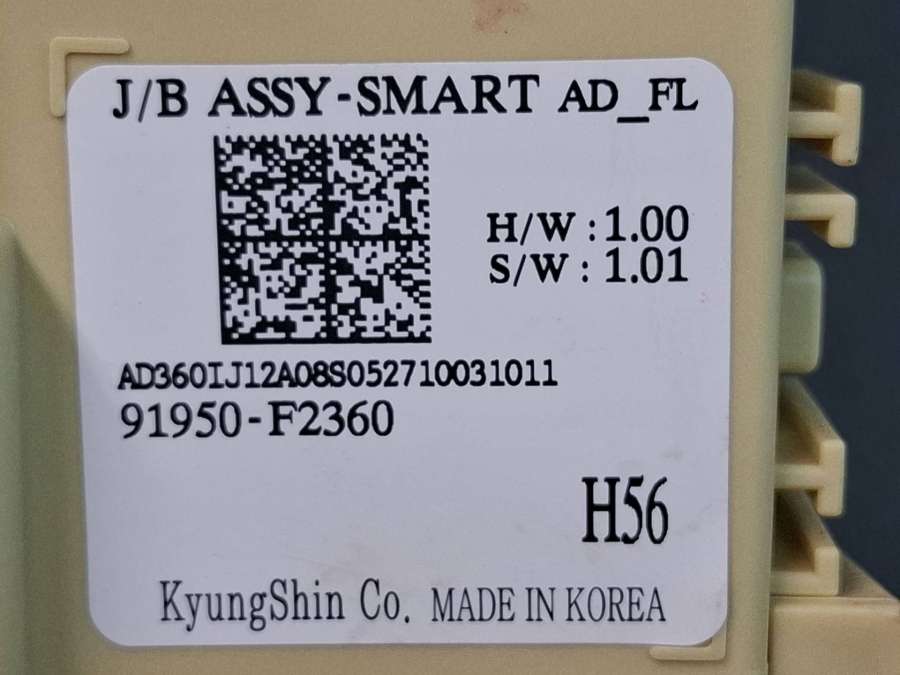 J/B ASSY-SMART AD_FL
H/W : 1.00
S/W : 1.01
AD360IJ12A08S052710031011
91950-F2360
H56
KyungShin Co. MADE IN KOREA